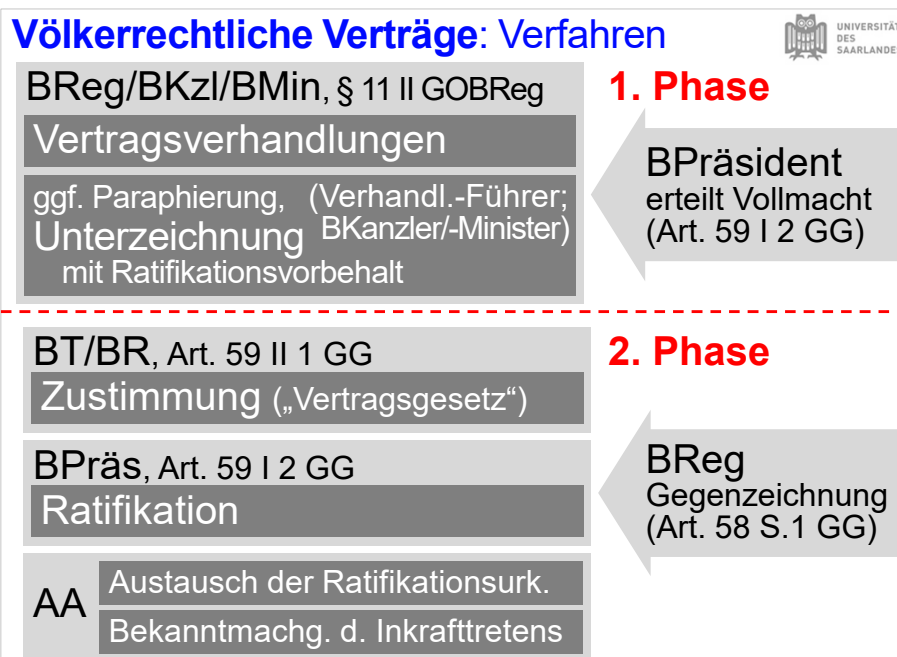 Völkerrechtliche Verträge: Verfahren
UNIVERSITÄT
DES
SAARLANDES
BReg/BKzl/BMin, § 11 II GOBReg
1. Phase
Vertragsverhandlungen
ggf. Paraphierung, (Verhandl.-Führer;
Unterzeichnung BKanzler/-Minister)
mit Ratifikationsvorbehalt
BPräsident
erteilt Vollmacht
(Art. 59 I 2 GG)
BT/BR, Art. 59 II 1 GG
2. Phase
Zustimmung („Vertragsgesetz“)
BPräs, Art. 59 I 2 GG
Ratifikation
BReg
Gegenzeichnung
(Art. 58 S.1 GG)
AA
Austausch der Ratifikationsurk.
Bekanntmachg. d. Inkrafttretens